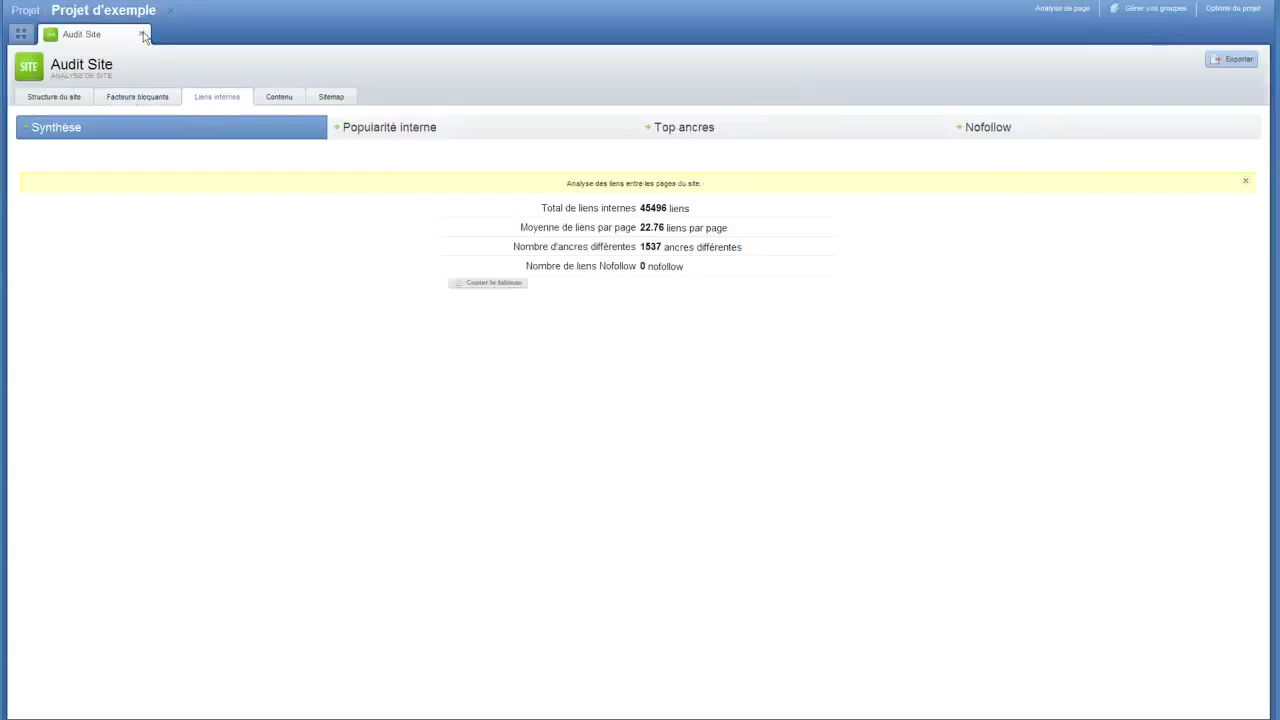 Projet Projet d'exemple
Analyse de page
Gérer vos groupes
Options du projet
SITE Audit Site
SITE Audit Site
ANALYSE DE SITE
Exporter
Structure du site
Facteurs bloquants
Liens internes
Contenu
Sitemap
Synthèse
Popularité interne
Top ancres
Nofollow
Analyse des liens entre les pages du site.
Total de liens internes 45496 liens
Moyenne de liens par page 22.76 liens par page
Nombre d'ancres différentes 1537 ancres différentes
Nombre de liens Nofollow 0 nofollow
Copier le tableau